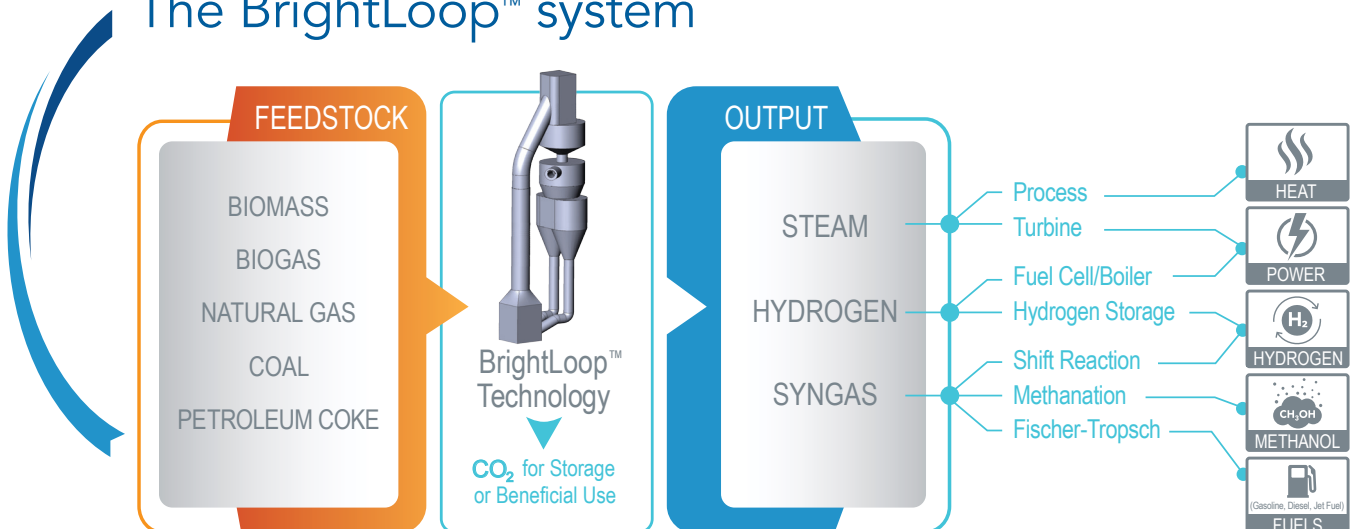 The BrightLoop™ system
FEEDSTOCK
BIOMASS
BIOGAS
NATURAL GAS
COAL
PETROLEUM COKE
BrightLoop™
Technology
CO₂ for Storage
or Beneficial Use
OUTPUT
STEAM
HYDROGEN
SYNGAS
Process
Turbine
Fuel Cell/Boiler
Hydrogen Storage
Shift Reaction
Methanation
Fischer-Tropsch
HEAT
POWER
H₂
HYDROGEN
CH₃OH
METHANOL
(Gasoline, Diesel, Jet Fuel)
FUELS